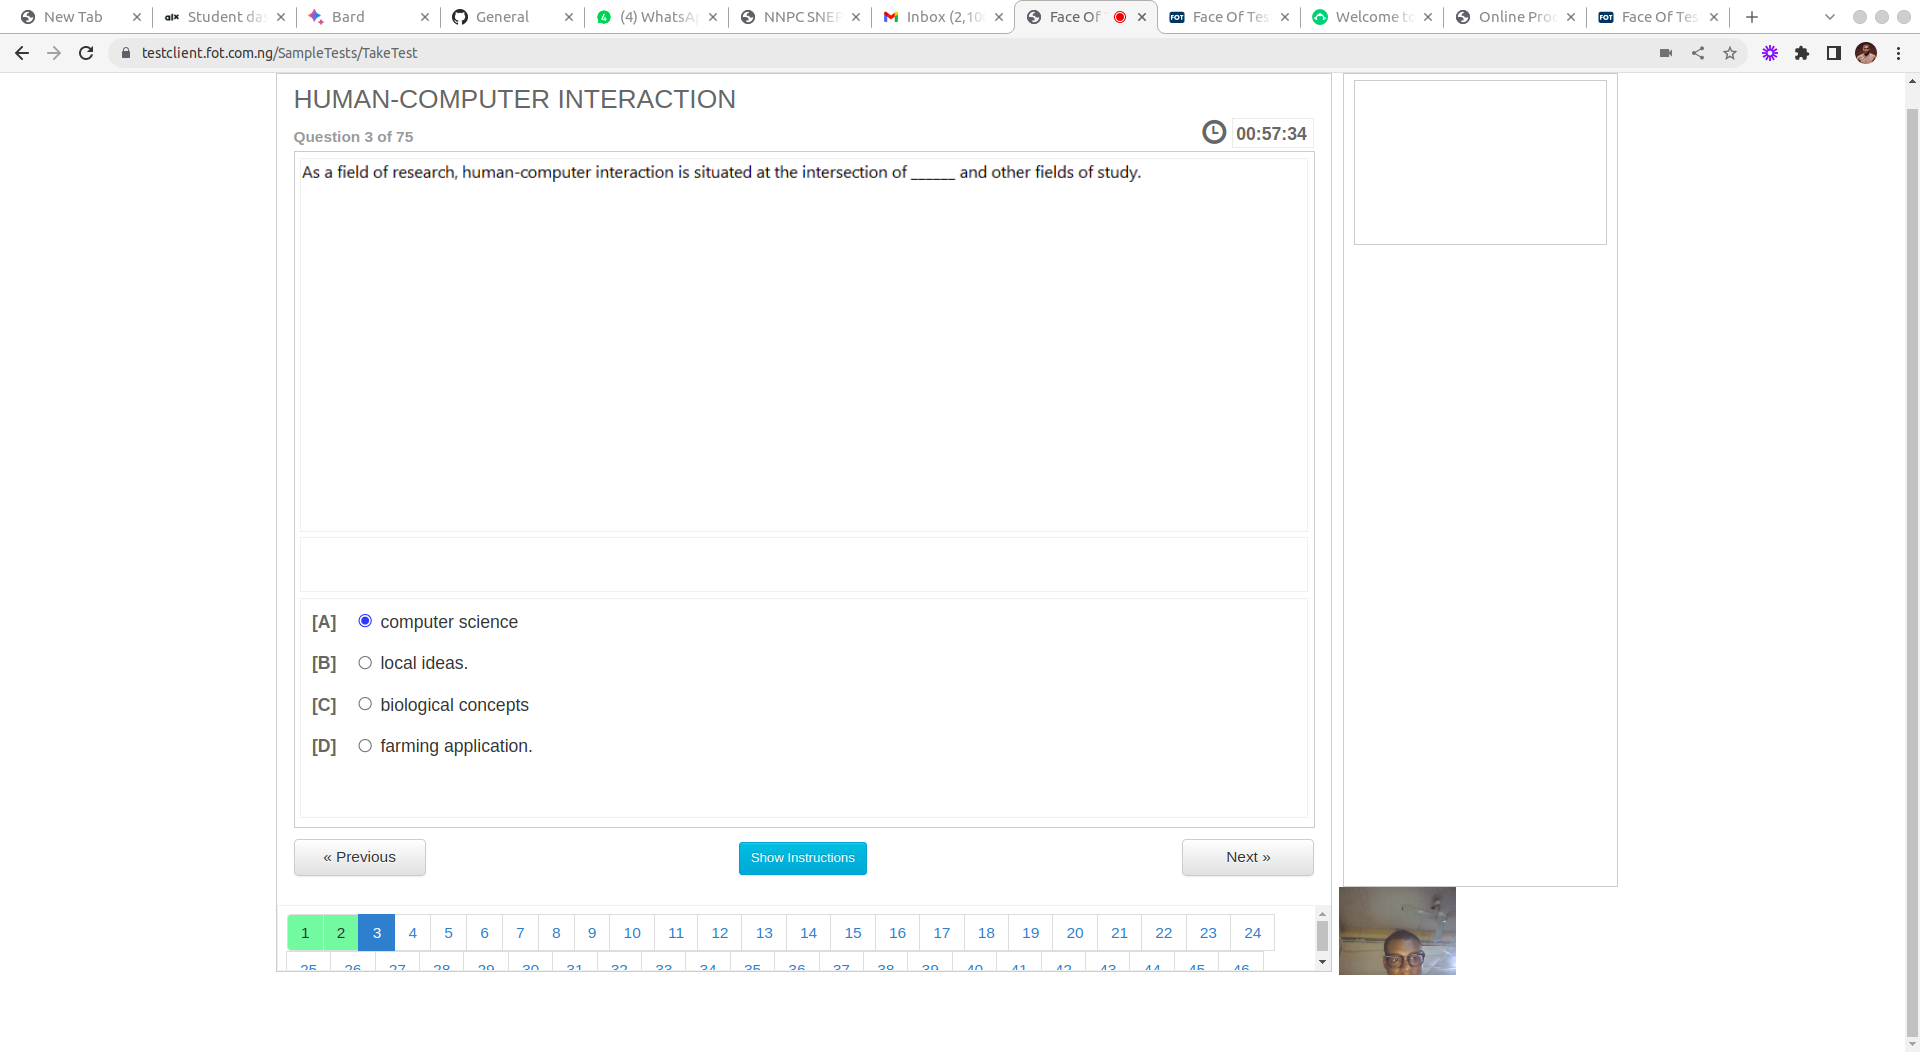 New Tab
Student da
Bard
General
(4) WhatsA
NNPC SNEP
Inbox (2,10
Face Of
Face Of Tes
Welcome to
Online Pro
Face Of Tes
testclient.fot.com.ng/SampleTests/TakeTest
HUMAN-COMPUTER INTERACTION
Question 3 of 75
00:57:34
As a field of research, human-computer interaction is situated at the intersection of ______ and other fields of study.
[A] computer science
[B] local ideas.
[C] biological concepts
[D] farming application.
« Previous
Show Instructions
Next »
1 2 3 4 5 6 7 8 9 10 11 12 13 14 15 16 17 18 19 20 21 22 23 24
25 26 27 28 29 30 31 32 33 34 35 36 37 38 39 40 41 42 43 44 45 46